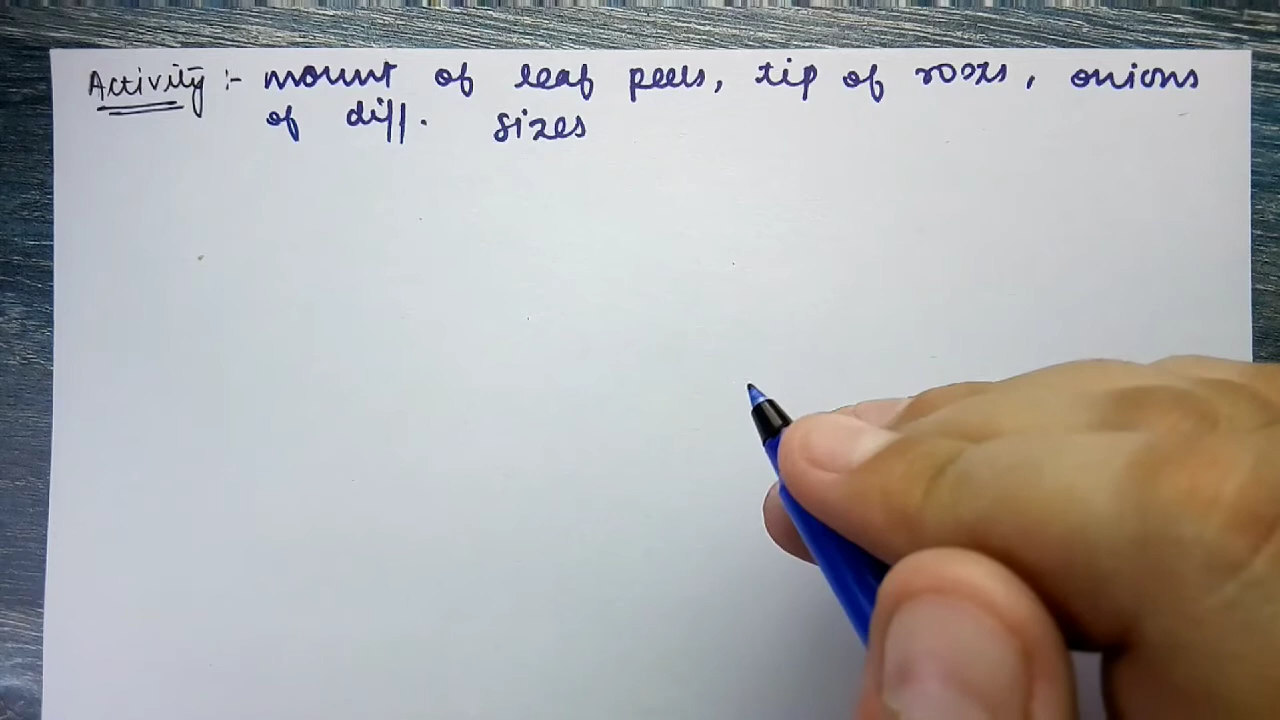 Activity :- mount of leaf peels, tip of roots, onions
of diff. sizes